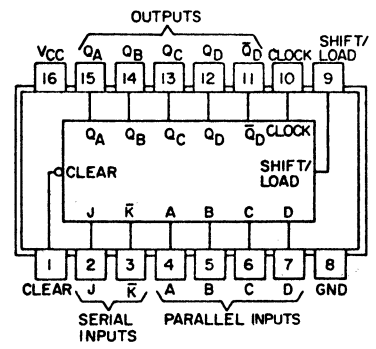 OUTPUTS
VCC QA QB QC QD Q̅D CLOCK SHIFT/LOAD
16 15 14 13 12 11 10 9
QA QB QC QD Q̅D CLOCK
CLEAR SHIFT/LOAD
J K̅ A B C D
1 2 3 4 5 6 7 8
CLEAR J K̅ A B C D GND
SERIAL INPUTS PARALLEL INPUTS